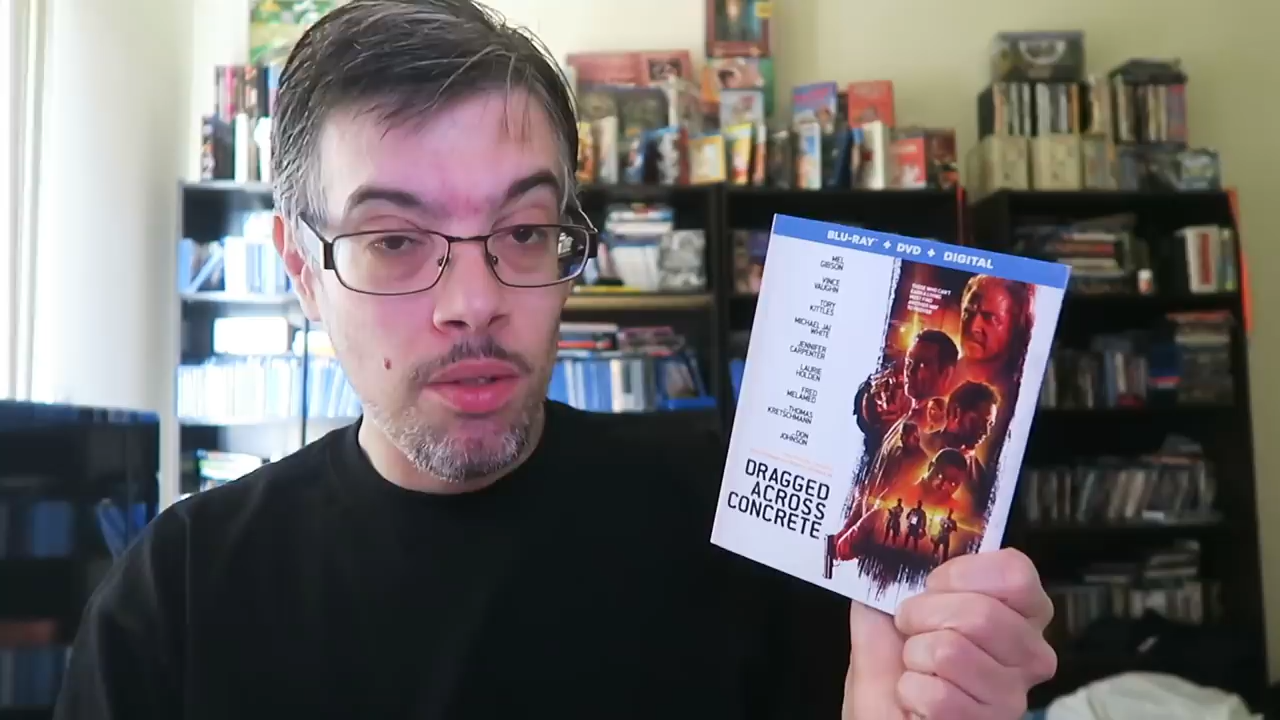 BLU-RAY™ + DVD + DIGITAL
MEL
GIBSON
VINCE
VAUGHN
TORY
KITTLES
MICHAEL JAI
WHITE
JENNIFER
CARPENTER
LAURIE
HOLDEN
FRED
MELAMED
THOMAS
KRETSCHMANN
DON
JOHNSON
DRAGGED
ACROSS
CONCRETE